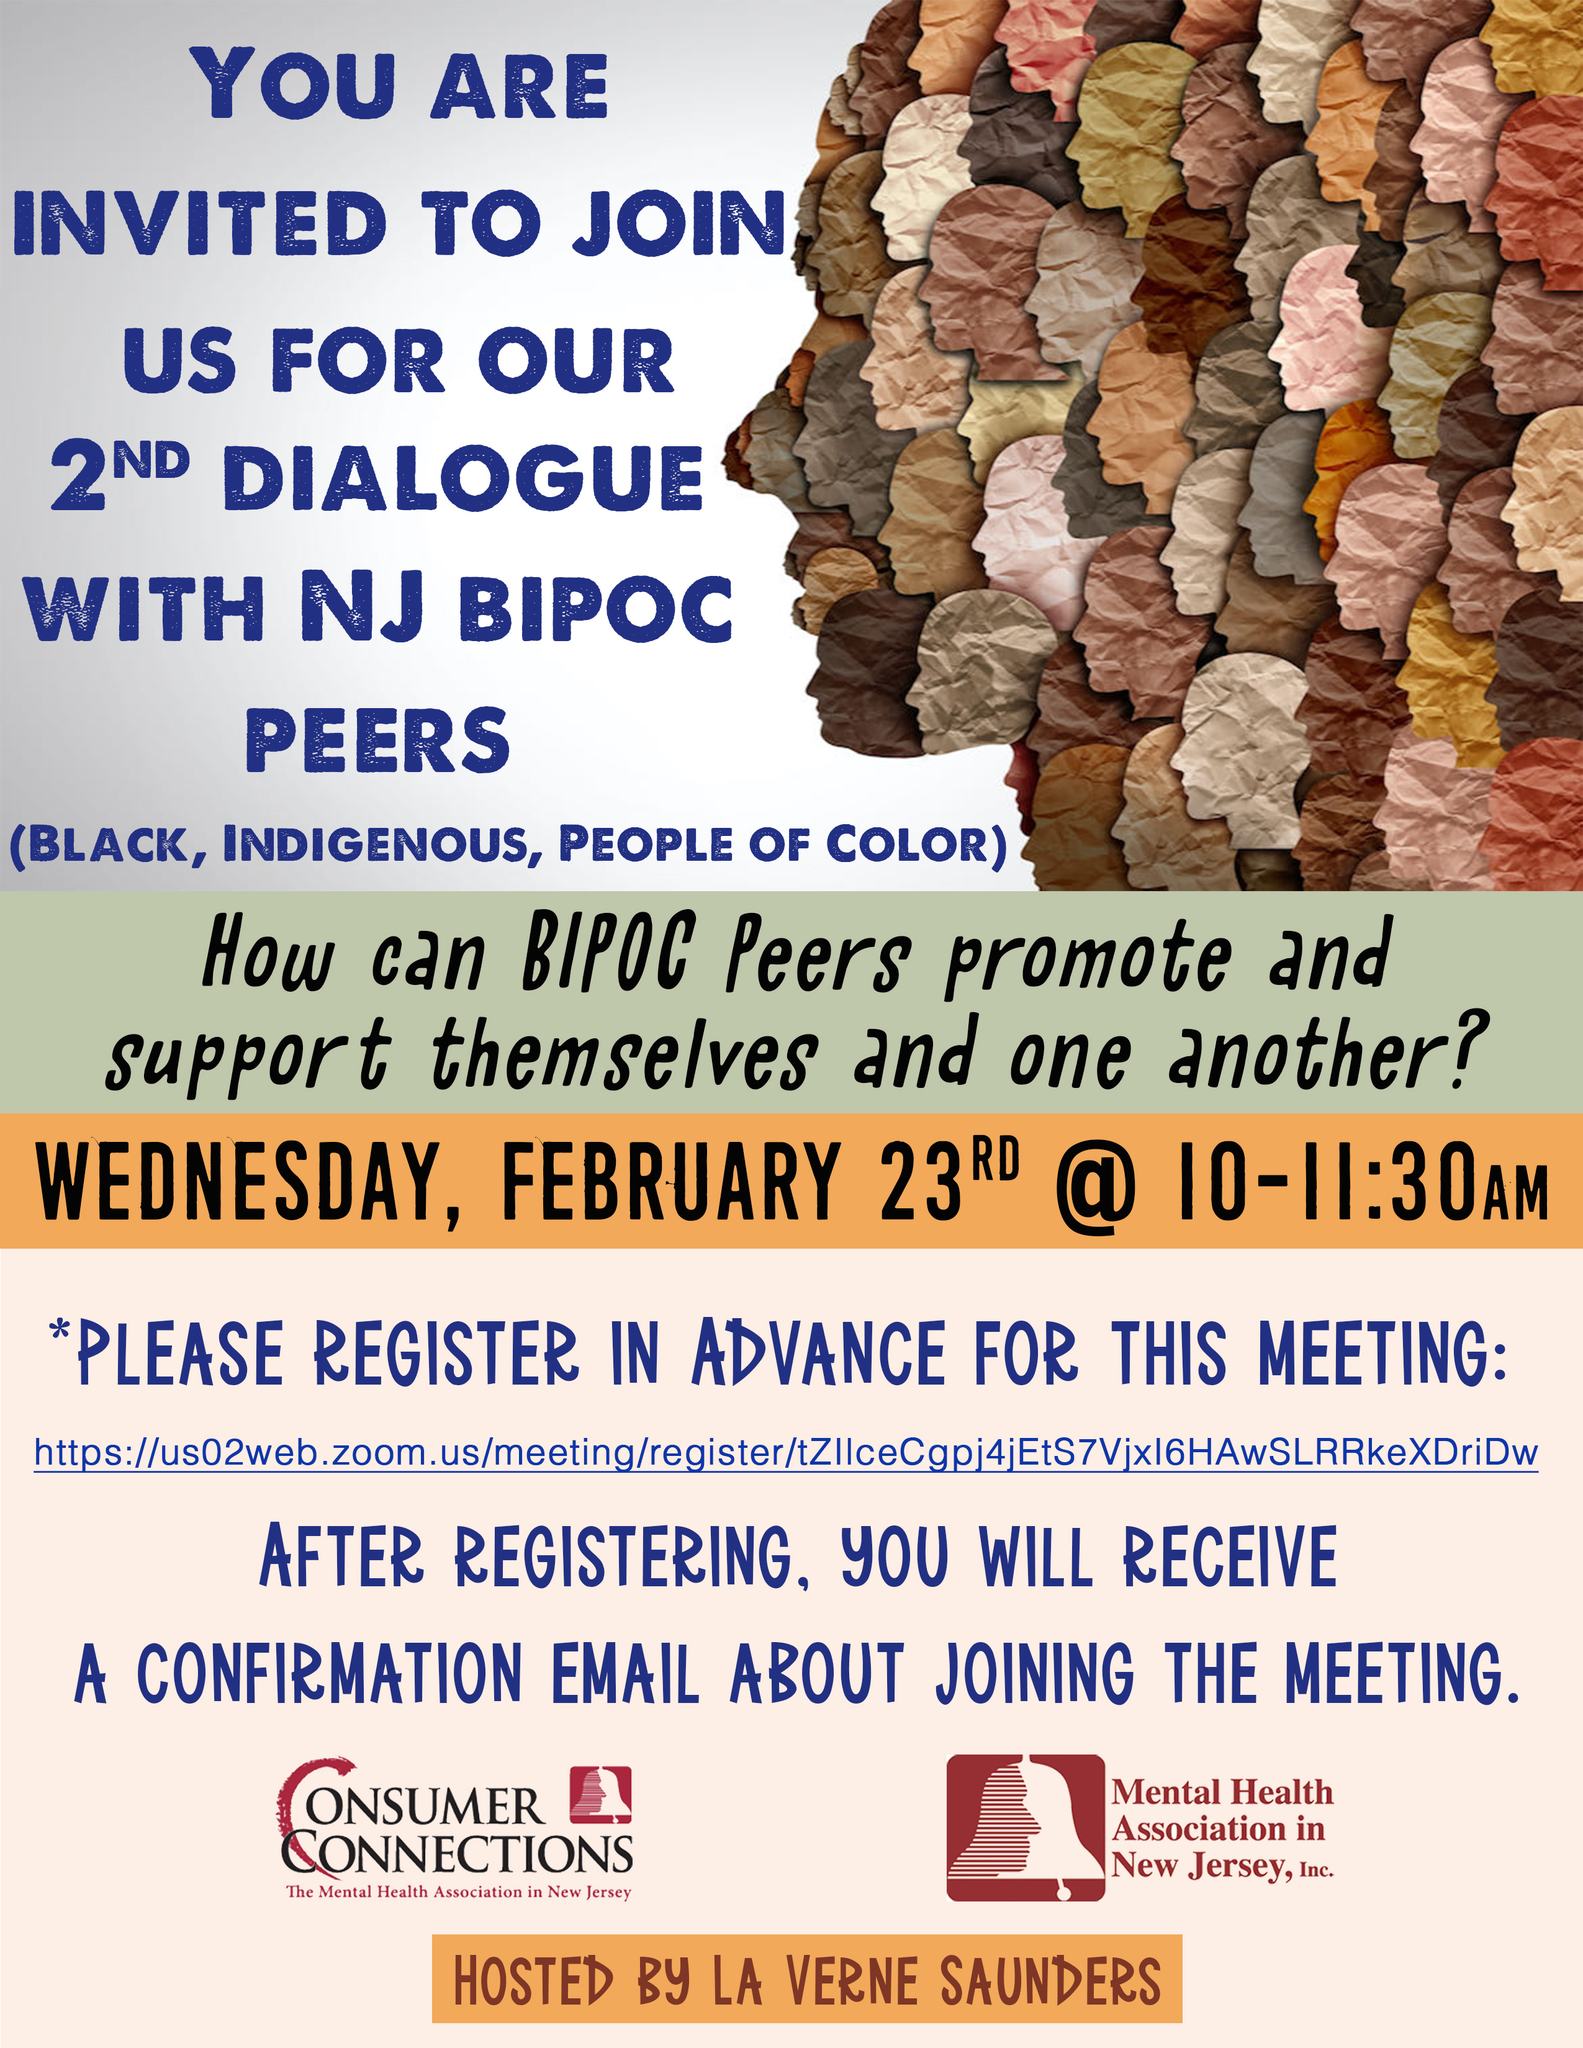 YOU ARE
INVITED TO JOIN
US FOR OUR
2ND DIALOGUE
WITH NJ BIPOC
PEERS
(BLACK, INDIGENOUS, PEOPLE OF COLOR)
How can BIPOC Peers promote and
support themselves and one another?
WEDNESDAY, FEBRUARY 23RD @ 10-11:30AM
*PLEASE REGISTER IN ADVANCE FOR THIS MEETING:
https://us02web.zoom.us/meeting/register/tZIlceCgpj4jEtS7VjxI6HAwSLRRkeXDriDw
AFTER REGISTERING, YOU WILL RECEIVE
A CONFIRMATION EMAIL ABOUT JOINING THE MEETING.
CONSUMER
CONNECTIONS
The Mental Health Association in New Jersey
Mental Health
Association in
New Jersey, Inc.
HOSTED BY LA VERNE SAUNDERS